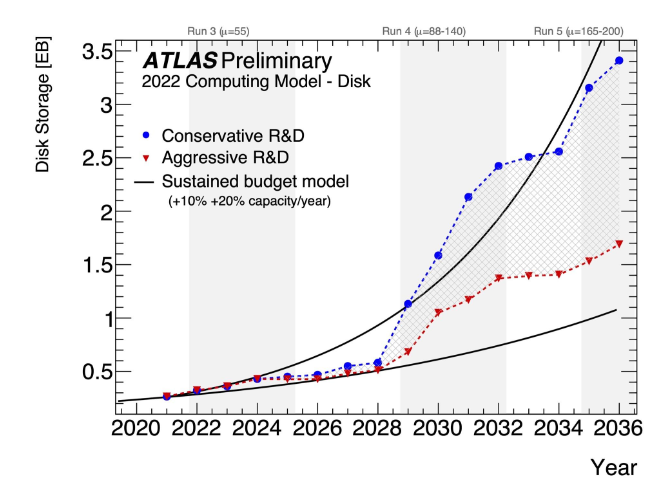 Run 3 (μ=55) Run 4 (μ=88-140) Run 5 (μ=165-200)
Disk Storage [EB]
3.5
3
2.5
2
1.5
1
0.5
ATLAS Preliminary
2022 Computing Model - Disk
Conservative R&D
Aggressive R&D
Sustained budget model
(+10% +20% capacity/year)
2020 2022 2024 2026 2028 2030 2032 2034 2036
Year